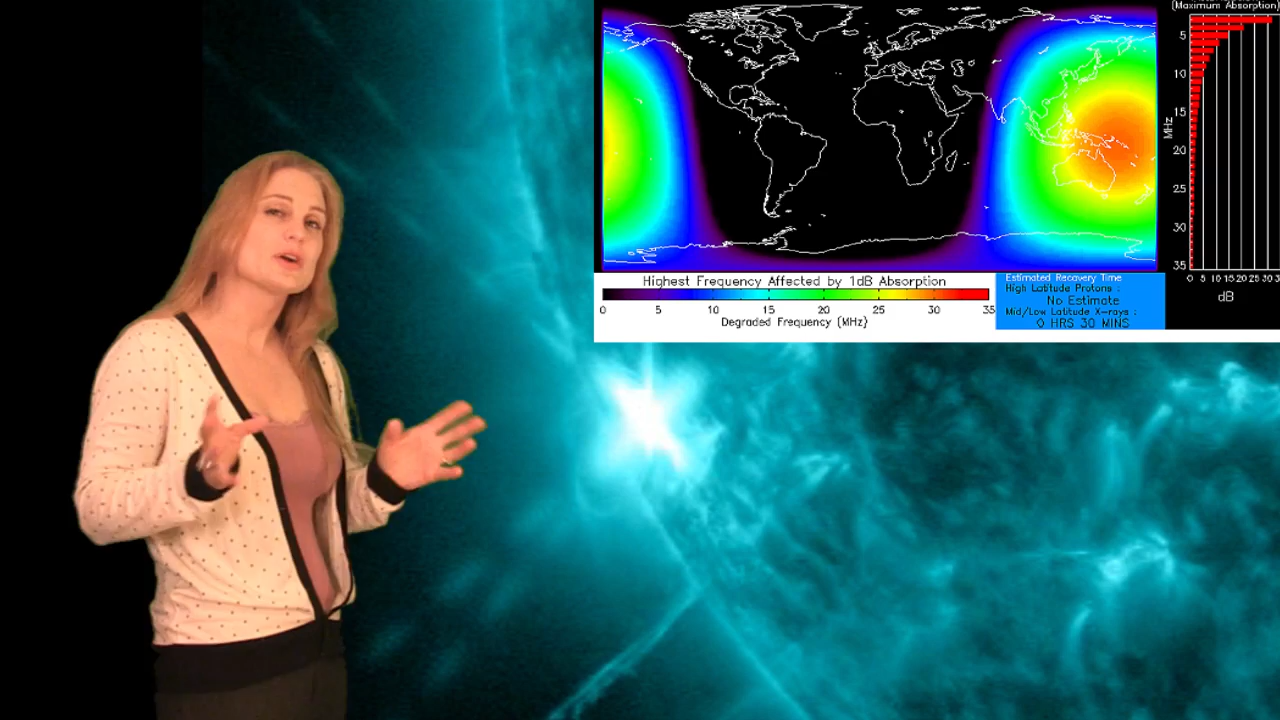 (Maximum Absorption)
5
10
15
20
25
30
35
MHz
0 5 10 15 20 25 30 3
dB
Highest Frequency Affected by 1dB Absorption
0 5 10 15 20 25 30 35
Degraded Frequency (MHz)
Estimated Recovery Time
High Latitude Protons :
No Estimate
Mid/Low Latitude X-rays :
0 HRS 30 MINS